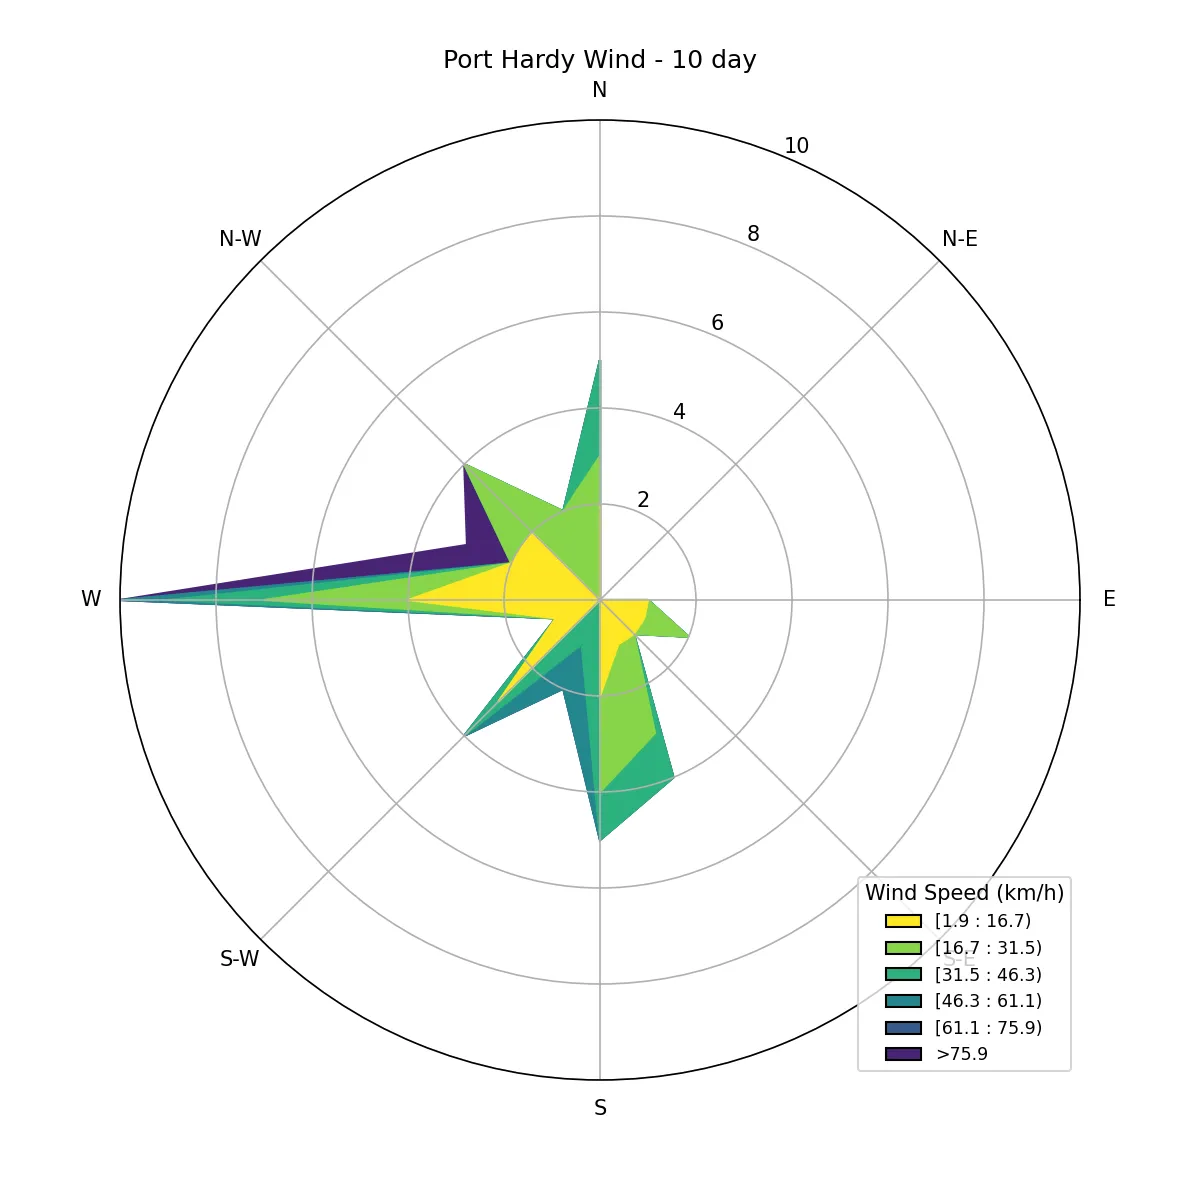 Port Hardy Wind - 10 day
N
10
N-W
N-E
8
6
4
2
W
E
S-W
S-E
S
Wind Speed (km/h)
[1.9 : 16.7)
[16.7 : 31.5)
[31.5 : 46.3)
[46.3 : 61.1)
[61.1 : 75.9)
>75.9